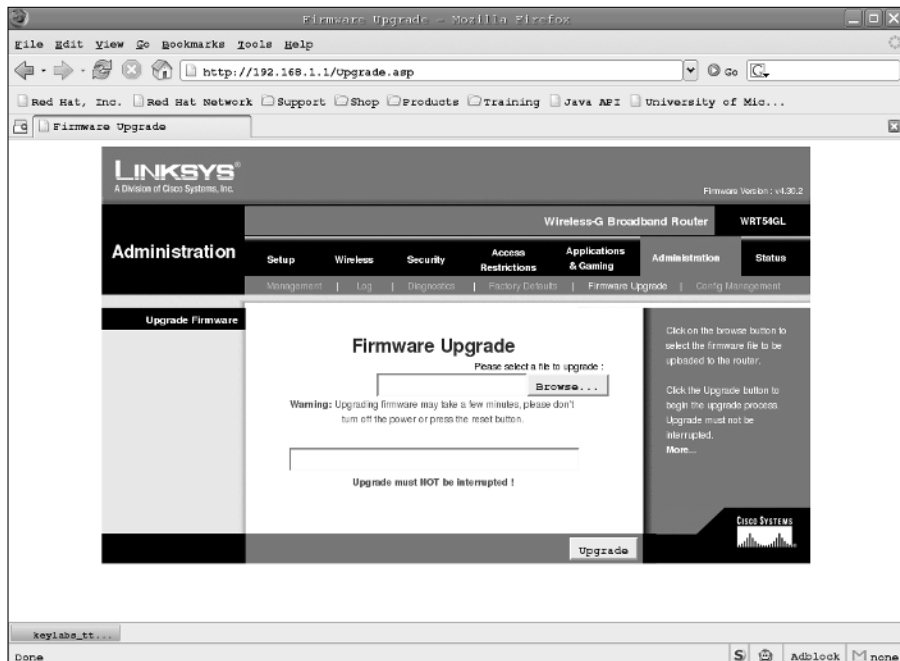 Firmware Upgrade - Mozilla Firefox
File Edit View Go Bookmarks Tools Help
http://192.168.1.1/Upgrade.asp
Go
G
Red Hat, Inc. Red Hat Network Support Shop Products Training Java API University of Mic...
Firmware Upgrade
LINKSYS®
A Division of Cisco Systems, Inc.
Firmware Version : v4.30.2
Wireless-G Broadband Router WRT54GL
Administration
Setup Wireless Security Access Restrictions Applications & Gaming Administration Status
Management | Log | Diagnostics | Factory Defaults | Firmware Upgrade | Config Management
Upgrade Firmware
Firmware Upgrade
Please select a file to upgrade :
Browse...
Warning: Upgrading firmware may take a few minutes, please don't
turn off the power or press the reset button.
Upgrade must NOT be interrupted !
Click on the browse button to
select the firmware file to be
uploaded to the router.
Click the Upgrade button to
begin the upgrade process.
Upgrade must not be
interrupted.
More...
CISCO SYSTEMS
Upgrade
keylabs_tt...
Done
S Adblock M none